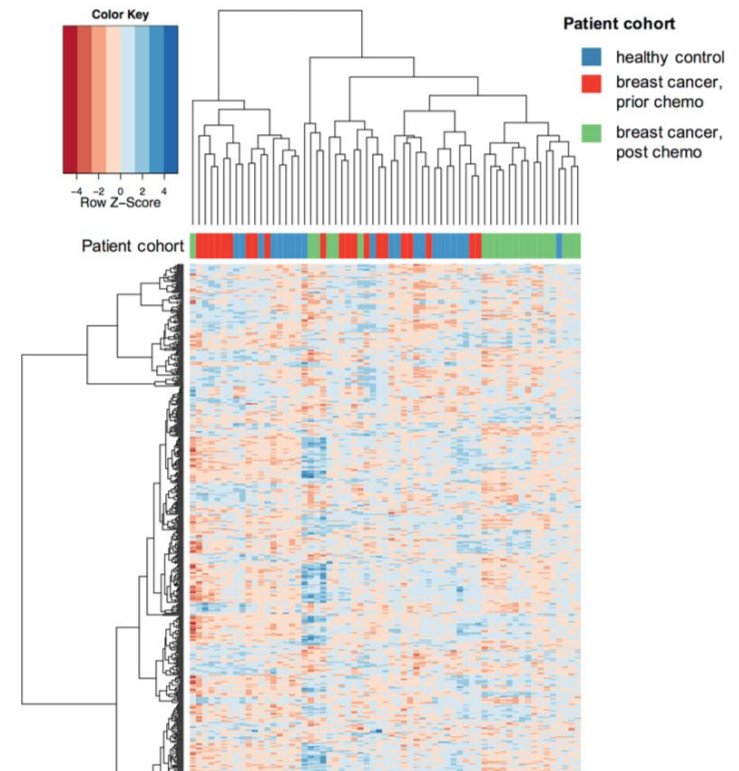 Color Key
−4 −2 0 2 4
Row Z−Score
Patient cohort
healthy control
breast cancer,
prior chemo
breast cancer,
post chemo
Patient cohort